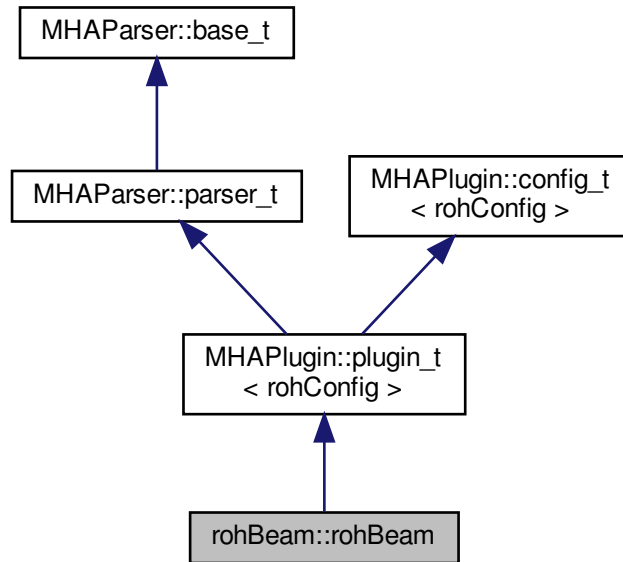 MHAParser::base_t
MHAParser::parser_t
MHAPlugin::config_t
< rohConfig >
MHAPlugin::plugin_t
< rohConfig >
rohBeam::rohBeam